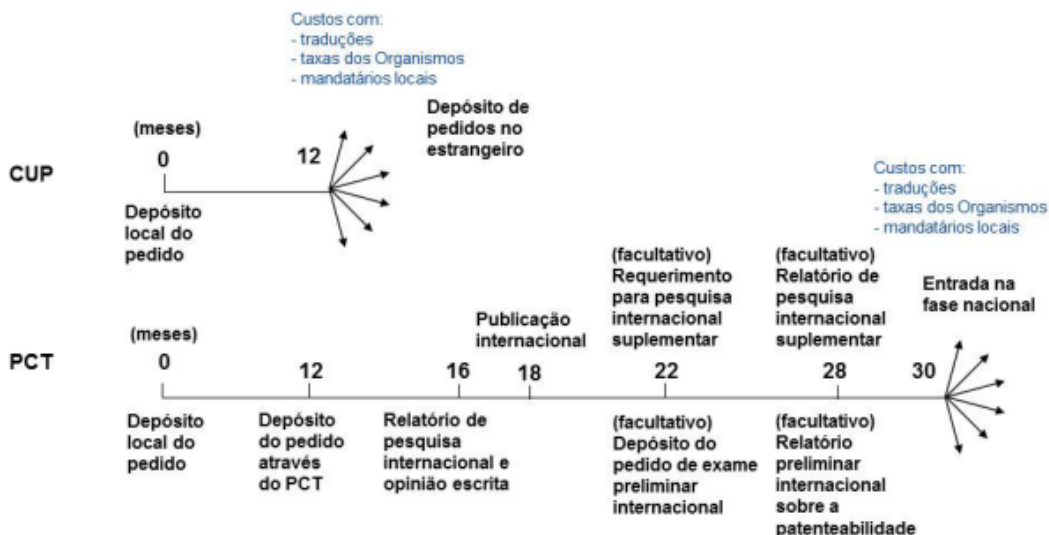 Custos com:
- traduções
- taxas dos Organismos
- mandatários locais
Depósito de
pedidos no
estrangeiro
(meses)
0
12
CUP
Depósito
local do
pedido
Custos com:
- traduções
- taxas dos Organismos
- mandatários locais
(facultativo)
Requerimento
para pesquisa
internacional
suplementar
(facultativo)
Relatório de
pesquisa
internacional
suplementar
Entrada na
fase nacional
Publicação
internacional
(meses)
PCT
0
12
16
18
22
28
30
Depósito
local do
pedido
Depósito
do pedido
através
do PCT
Relatório de
pesquisa
internacional e
opinião escrita
(facultativo)
Depósito do
pedido de exame
preliminar
internacional
(facultativo)
Relatório
preliminar
internacional
sobre a
patenteabilidade